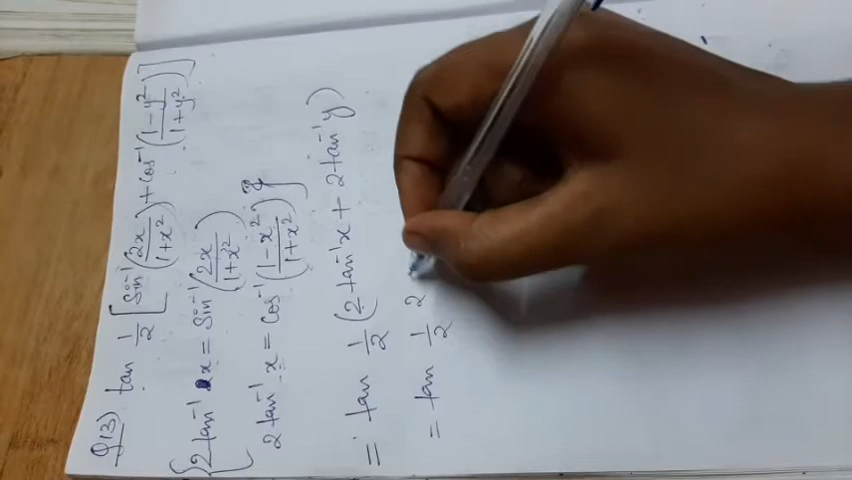 Q13) tan 1/2 [sin⁻¹(2x/1+x²) + cos⁻¹(1-y²/1+y²)]
{2tan⁻¹x = sin⁻¹(2x/1+x²)
2tan⁻¹x = cos⁻¹(1-x²/1+x²)}
= tan 1/2 (2tan⁻¹x + 2tan⁻¹y)
= tan 1/2 2